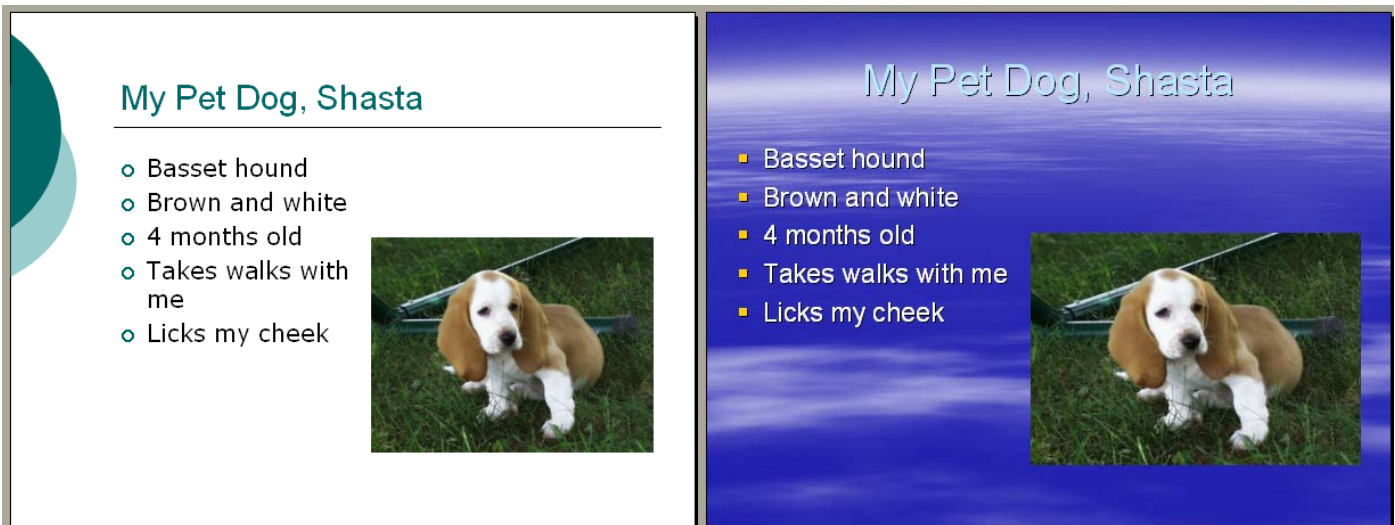 My Pet Dog, Shasta
Basset hound
Brown and white
4 months old
Takes walks with
me
Licks my cheek
My Pet Dog, Shasta
Basset hound
Brown and white
4 months old
Takes walks with me
Licks my cheek